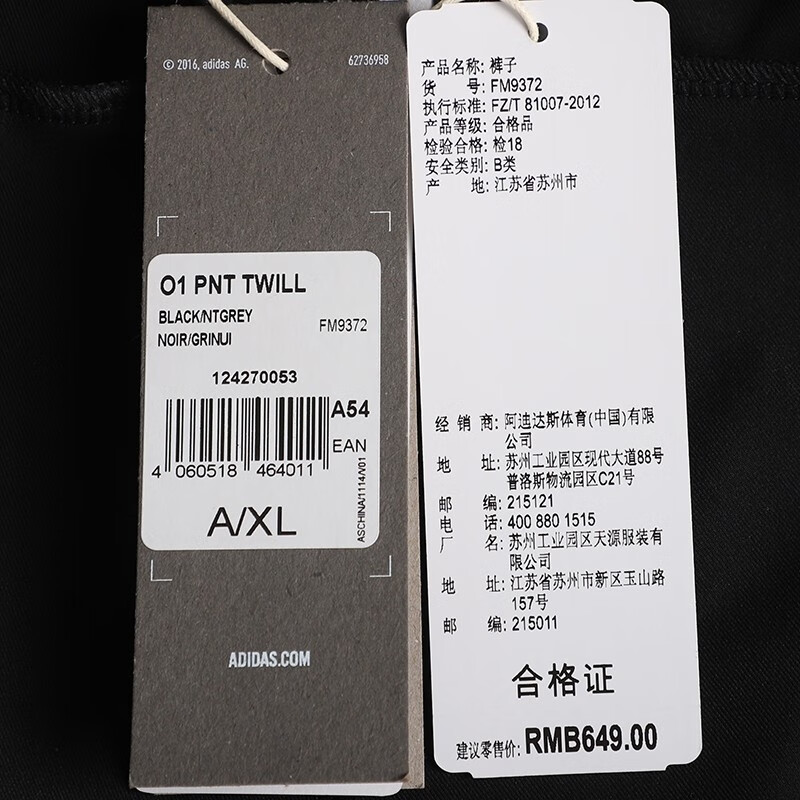 © 2016, adidas AG.
62736958
O1 PNT TWILL
BLACK/NTGREY
NOIR/GRINUI
FM9372
124270053
A54
EAN
4 060518 464011
A/XL
ASCHINA/1114/V01
ADIDAS.COM
产品名称: 裤子
货 号: FM9372
执行标准: FZ/T 81007-2012
产品等级: 合格品
检验合格: 检18
安全类别: B类
产 地: 江苏省苏州市
经 销 商: 阿迪达斯体育(中国)有限
公司
地 址: 苏州工业园区现代大道88号
普洛斯物流园区C21号
邮 编: 215121
电 话: 400 880 1515
厂 名: 苏州工业园区天源服装有
限公司
地 址: 江苏省苏州市新区玉山路
157号
邮 编: 215011
合格证
建议零售价: RMB649.00